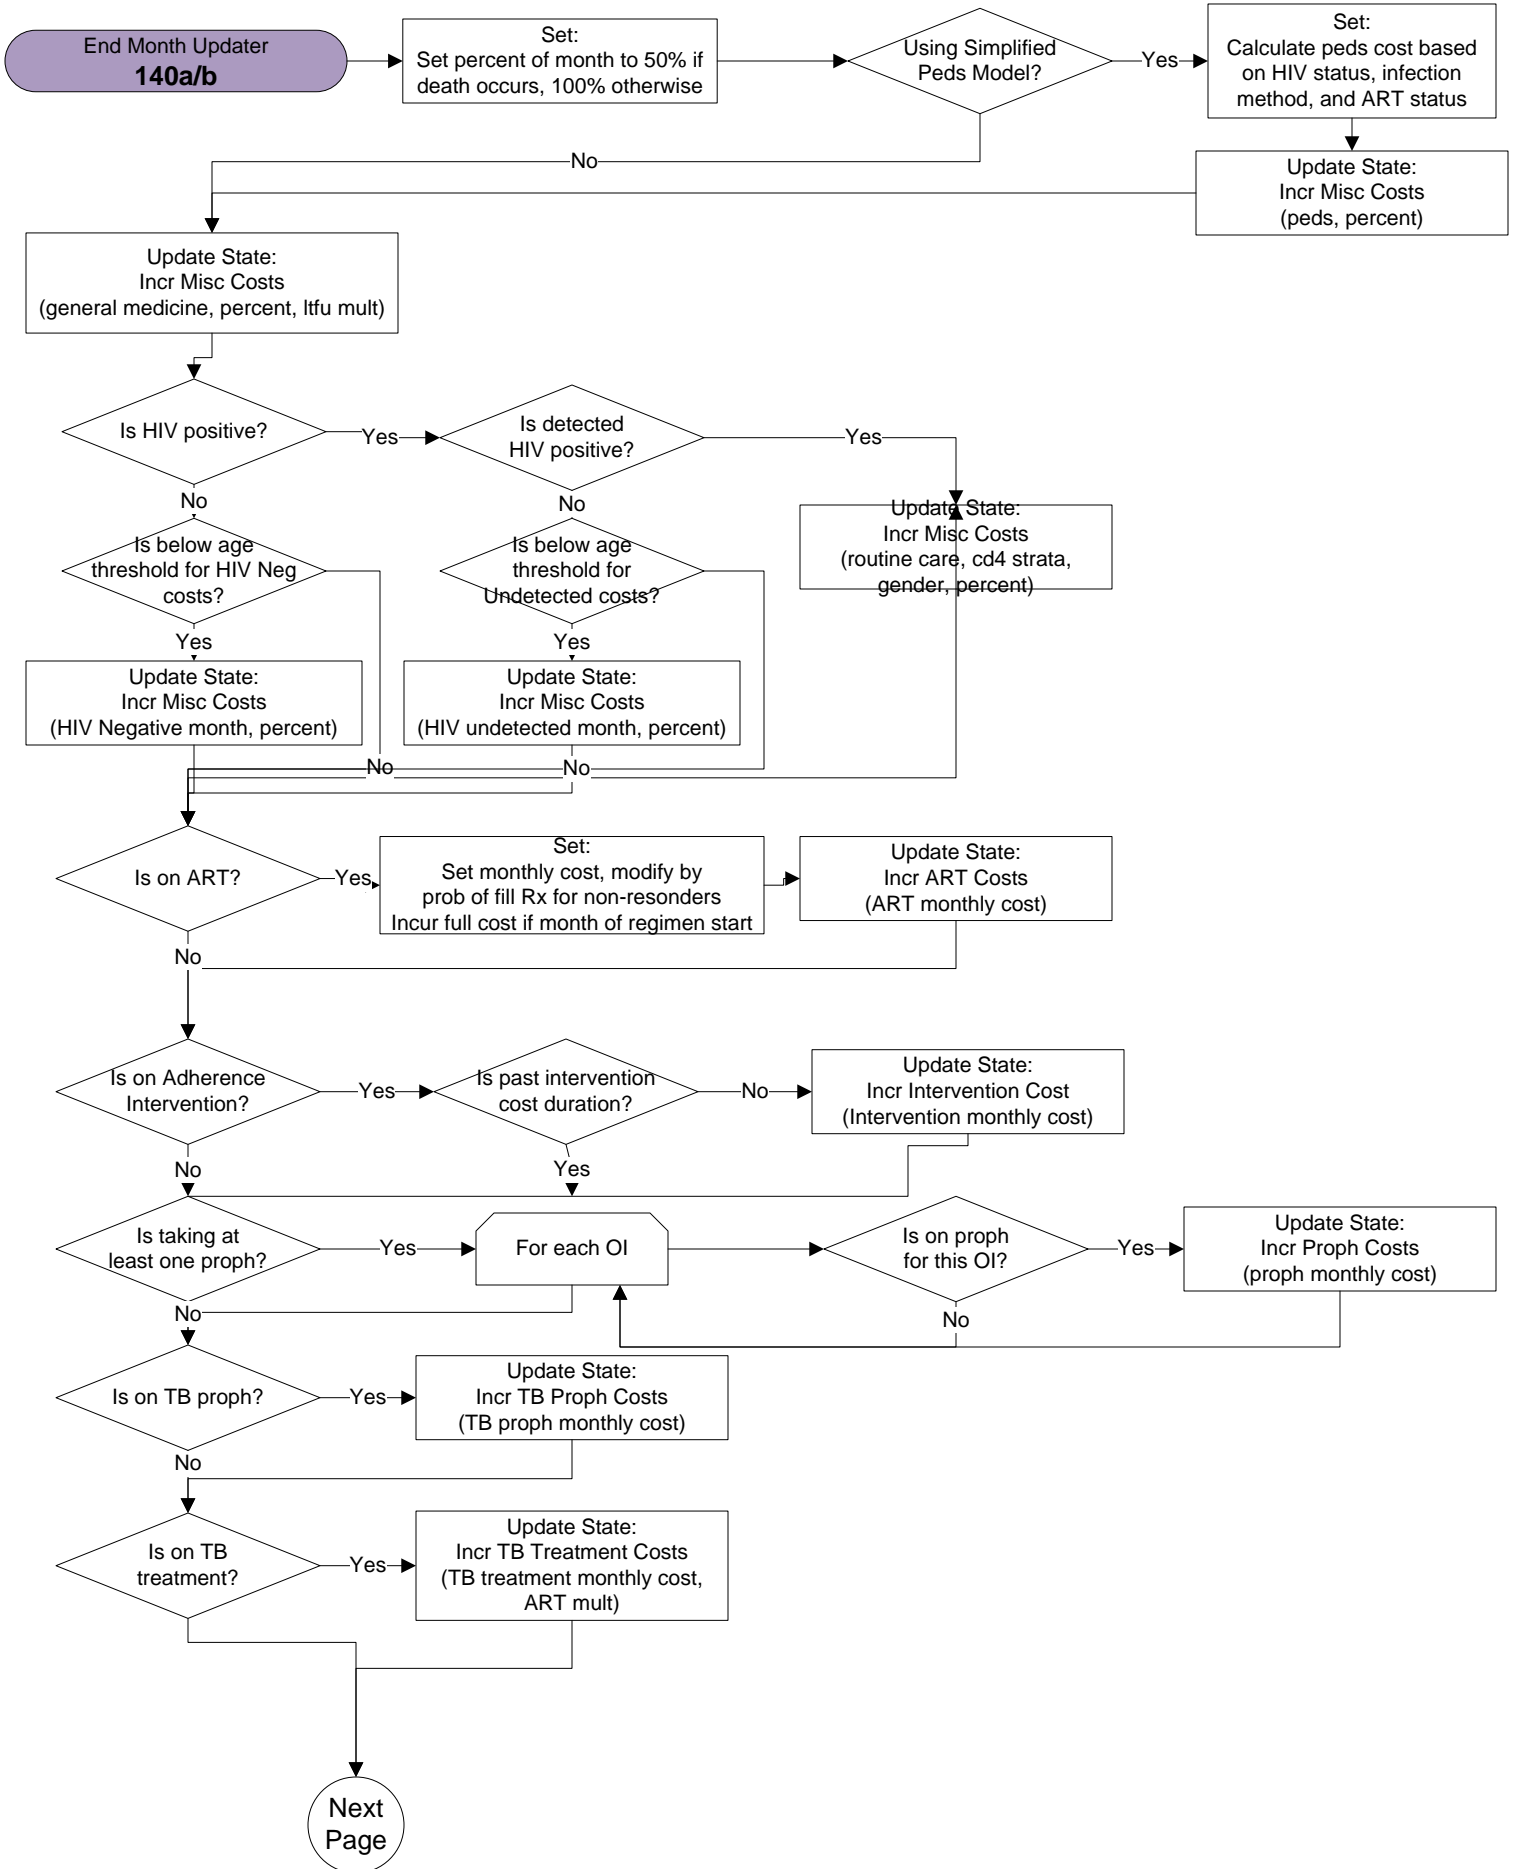 End Month Updater
140a/b
Set:
Set percent of month to 50% if
death occurs, 100% otherwise
Using Simplified
Peds Model?
Yes
Set:
Calculate peds cost based
on HIV status, infection
method, and ART status
No
Update State:
Incr Misc Costs
(peds, percent)
Update State:
Incr Misc Costs
(general medicine, percent, ltfu mult)
Is HIV positive?
Yes
Is detected
HIV positive?
Yes
No
No
Update State:
Incr Misc Costs
(routine care, cd4 strata,
gender, percent)
Is below age
threshold for HIV Neg
costs?
Is below age
threshold for
Undetected costs?
Yes
Yes
Update State:
Incr Misc Costs
(HIV Negative month, percent)
Update State:
Incr Misc Costs
(HIV undetected month, percent)
No
No
Is on ART?
Yes
Set:
Set monthly cost, modify by
prob of fill Rx for non-resonders
Incur full cost if month of regimen start
Update State:
Incr ART Costs
(ART monthly cost)
No
Is on Adherence
Intervention?
Yes
Is past intervention
cost duration?
No
Update State:
Incr Intervention Cost
(Intervention monthly cost)
No
Yes
Is taking at
least one proph?
Yes
For each OI
Is on proph
for this OI?
Yes
Update State:
Incr Proph Costs
(proph monthly cost)
No
No
Is on TB proph?
Yes
Update State:
Incr TB Proph Costs
(TB proph monthly cost)
No
Is on TB
treatment?
Yes
Update State:
Incr TB Treatment Costs
(TB treatment monthly cost,
ART mult)
Next
Page